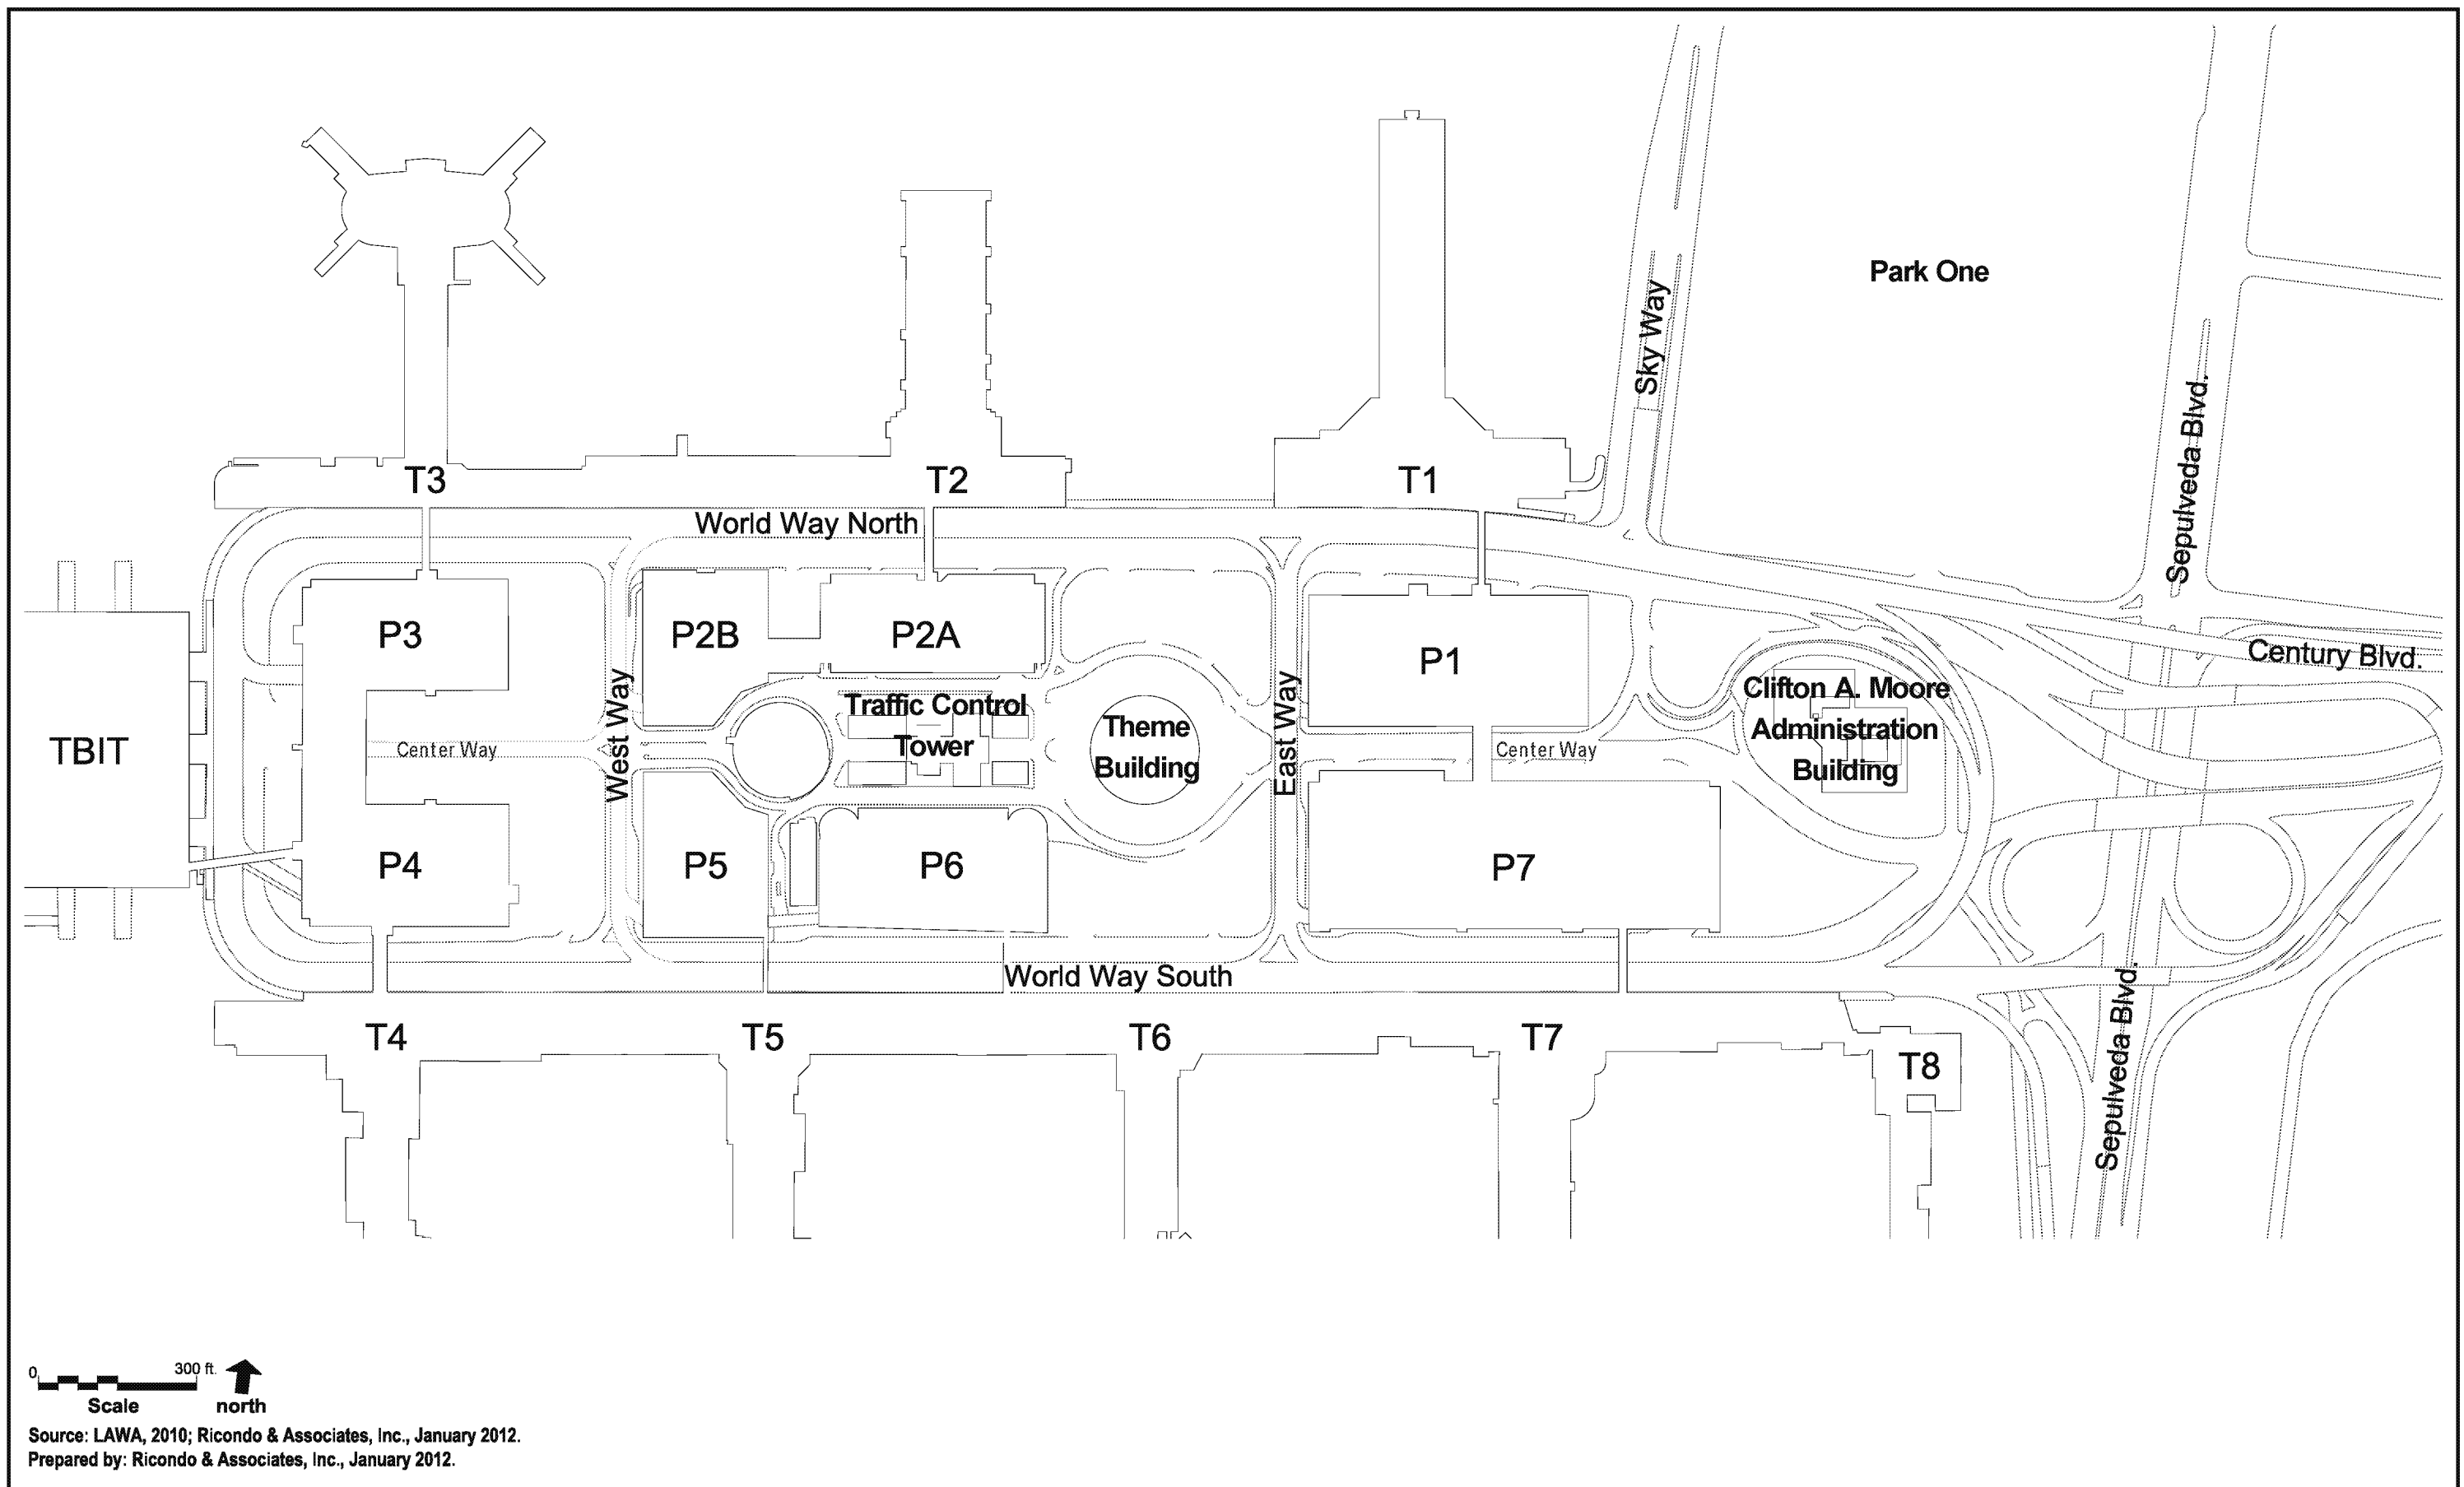 Park One
Sky Way
Sepulveda Blvd.
T3
T2
T1
World Way North
P3
P2B
P2A
P1
Century Blvd.
TBIT
Center Way
West Way
Traffic Control
Tower
Theme
Building
East Way
Center Way
Clifton A. Moore
Administration
Building
P4
P5
P6
P7
World Way South
Sepulveda Blvd.
T4
T5
T6
T7
T8
0 300 ft.
Scale
north
Source: LAWA, 2010; Ricondo & Associates, Inc., January 2012.
Prepared by: Ricondo & Associates, Inc., January 2012.